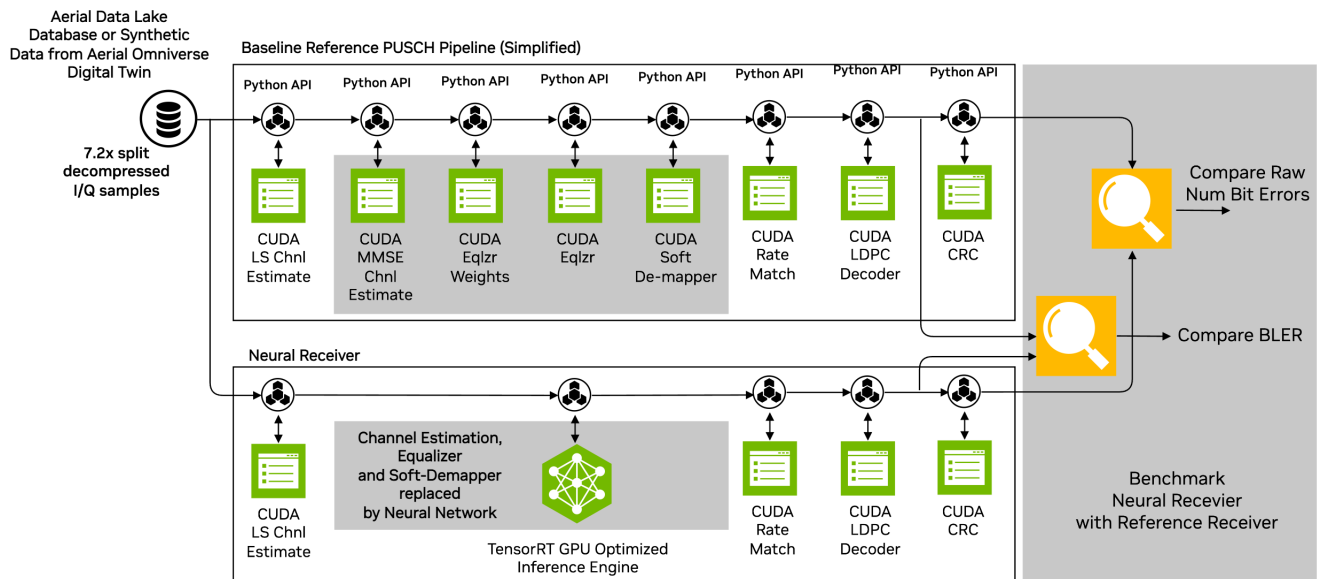 Aerial Data Lake
Database or Synthetic
Data from Aerial Omniverse
Digital Twin
7.2x split
decompressed
I/Q samples
Baseline Reference PUSCH Pipeline (Simplified)
Python API
Python API
Python API
Python API
Python API
Python API
Python API
Python API
CUDA
LS Chnl
Estimate
CUDA
MMSE
Chnl
Estimate
CUDA
Eqlzr
Weights
CUDA
Eqlzr
CUDA
Soft
De-mapper
CUDA
Rate
Match
CUDA
LDPC
Decoder
CUDA
CRC
Compare Raw
Num Bit Errors
Compare BLER
Neural Receiver
CUDA
LS Chnl
Estimate
Channel Estimation,
Equalizer
and Soft-Demapper
replaced
by Neural Network
TensorRT GPU Optimized
Inference Engine
CUDA
Rate
Match
CUDA
LDPC
Decoder
CUDA
CRC
Benchmark
Neural Recevier
with Reference Receiver